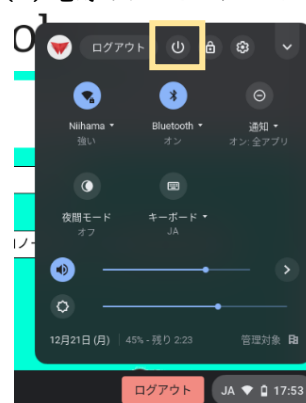 ログアウト
Niihama
強い
Bluetooth
オン
通知
オン: 全アプリ
夜間モード
オフ
キーボード
JA
12月21日 (月) 45% - 残り 2:23 管理対象
ログアウト JA 17:53